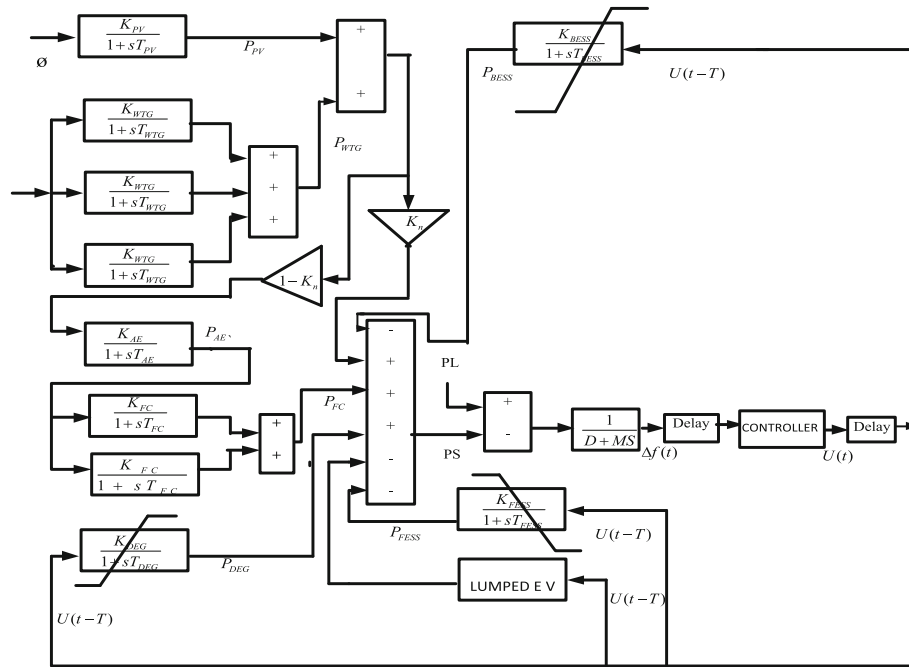 K_PV
1+sT_PV
P_PV
ø
+
+
K_BESS
1+sT_BESS
P_BESS
U(t−T)
K_WTG
1+sT_WTG
K_WTG
1+sT_WTG
K_WTG
1+sT_WTG
+
+
+
P_WTG
K_n
1−K_n
K_AE
1+sT_AE
P_AE`
K_FC
1+sT_FC
K_FC
1 + sT_FC
+
+
P_FC
-
+
+
+
-
-
PL
PS
+
-
1
D+MS
Δf(t)
Delay
CONTROLLER
U(t)
Delay
K_FESS
1+sT_FESS
P_FESS
U(t−T)
K_DEG
1+sT_DEG
P_DEG
U(t−T)
LUMPED E V
U(t−T)